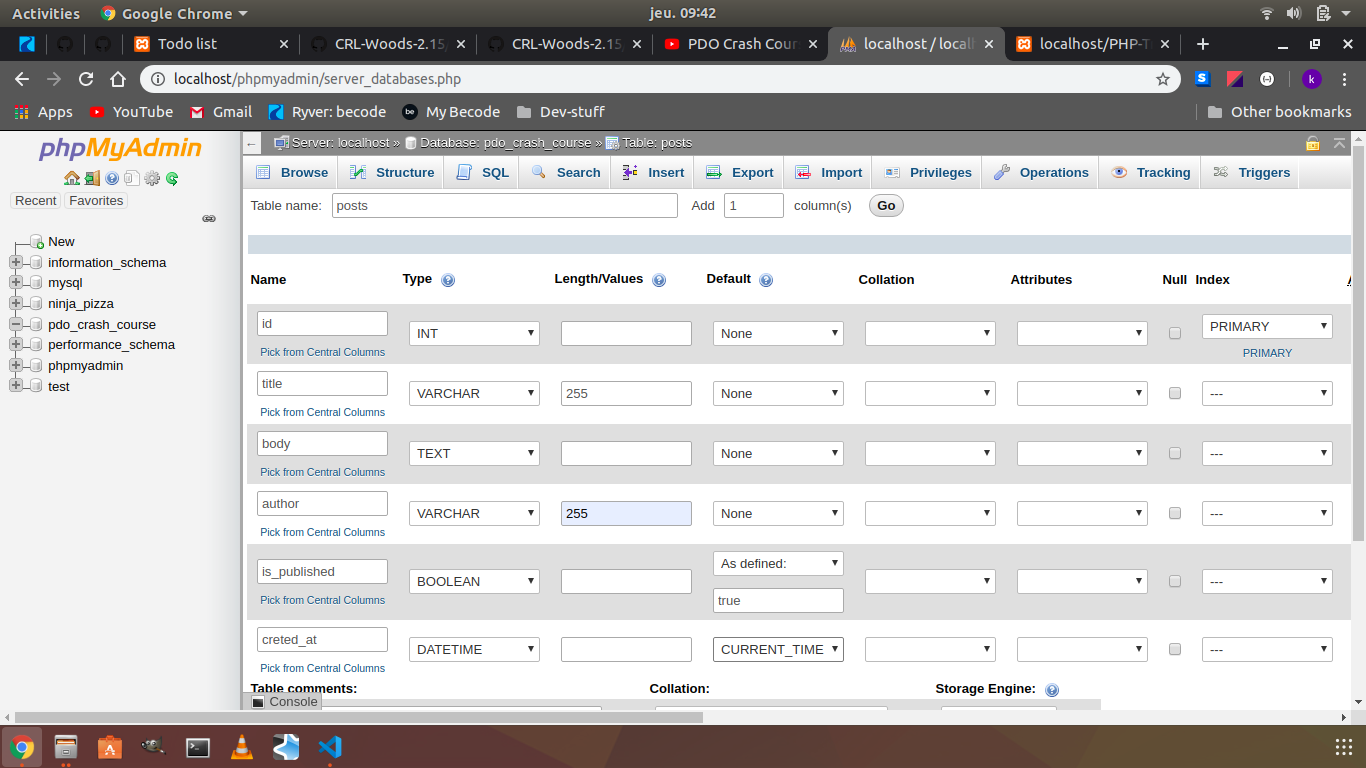 Activities Google Chrome jeu. 09:42
Todo list CRL-Woods-2.15 CRL-Woods-2.15 PDO Crash Cour localhost / locall localhost/PHP-T
localhost/phpmyadmin/server_databases.php k
Apps YouTube Gmail Ryver: becode be My Becode Dev-stuff Other bookmarks
phpMyAdmin
Recent Favorites
New
information_schema
mysql
ninja_pizza
pdo_crash_course
performance_schema
phpmyadmin
test
Server: localhost » Database: pdo_crash_course » Table: posts
Browse Structure SQL Search Insert Export Import Privileges Operations Tracking Triggers
Table name: posts Add 1 column(s) Go
Name Type Length/Values Default Collation Attributes Null Index
id INT None PRIMARY
Pick from Central Columns PRIMARY
title VARCHAR 255 None ---
Pick from Central Columns
body TEXT None ---
Pick from Central Columns
author VARCHAR 255 None ---
Pick from Central Columns
is_published BOOLEAN As defined: ---
true
Pick from Central Columns
creted_at DATETIME CURRENT_TIME ---
Pick from Central Columns
Table comments: Collation: Storage Engine:
Console